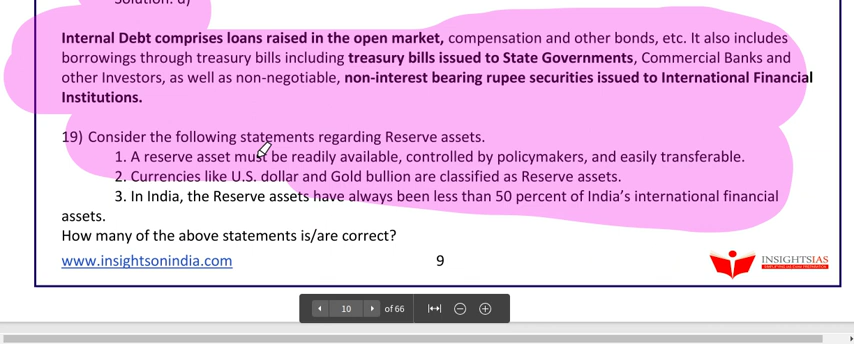 Solution: d)
Internal Debt comprises loans raised in the open market, compensation and other bonds, etc. It also includes
borrowings through treasury bills including treasury bills issued to State Governments, Commercial Banks and
other Investors, as well as non-negotiable, non-interest bearing rupee securities issued to International Financial
Institutions.
19) Consider the following statements regarding Reserve assets.
1. A reserve asset must be readily available, controlled by policymakers, and easily transferable.
2. Currencies like U.S. dollar and Gold bullion are classified as Reserve assets.
3. In India, the Reserve assets have always been less than 50 percent of India's international financial
assets.
How many of the above statements is/are correct?
www.insightsonindia.com 9 INSIGHTSIAS
10 of 66